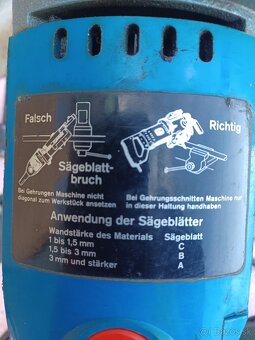 Falsch
Richtig
Sägeblatt-
bruch
Bei Gehrungen Maschine nicht
diagonal zum Werkstück ansetzen
Bei Gehrungsschnitten Maschine nur
in dieser Haltung handhaben
Anwendung der Sägeblätter
Wandstärke des Materials Sägeblatt
1 bis 1,5 mm C
1,5 bis 3 mm B
3 mm und stärker A